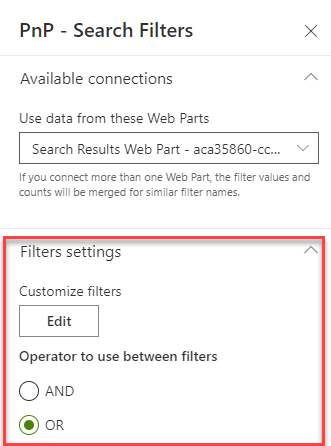 PnP - Search Filters
Available connections
Use data from these Web Parts
Search Results Web Part - aca35860-cc...
If you connect more than one Web Part, the filter values and
counts will be merged for similar filter names.
Filters settings
Customize filters
Edit
Operator to use between filters
AND
OR